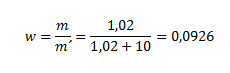 w = m / m´ = 1,02 / 1,02 + 10 = 0,0926